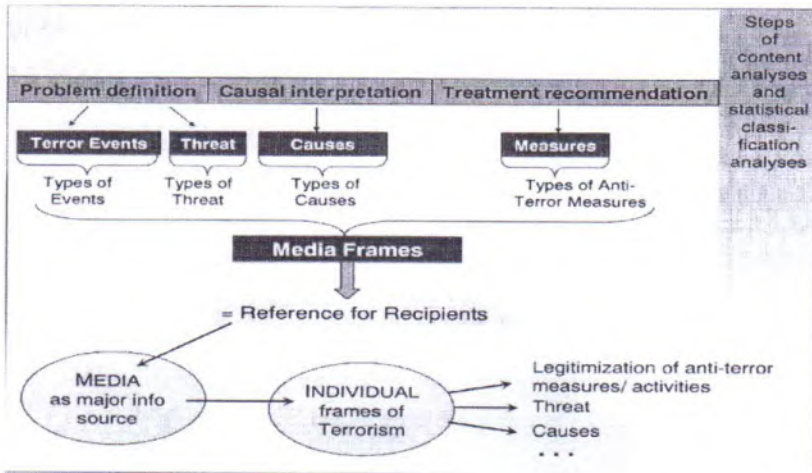 Steps
of
content
analyses
and
statistical
classi-
fication
analyses
Problem definition
Causal interpretation
Treatment recommendation
Terror Events
Threat
Causes
Measures
Types of
Events
Types of
Threat
Types of
Causes
Types of Anti-
Terror Measures
Media Frames
= Reference for Recipients
MEDIA
as major info
source
INDIVIDUAL
frames of
Terrorism
Legitimization of anti-terror
measures/ activities
Threat
Causes
...